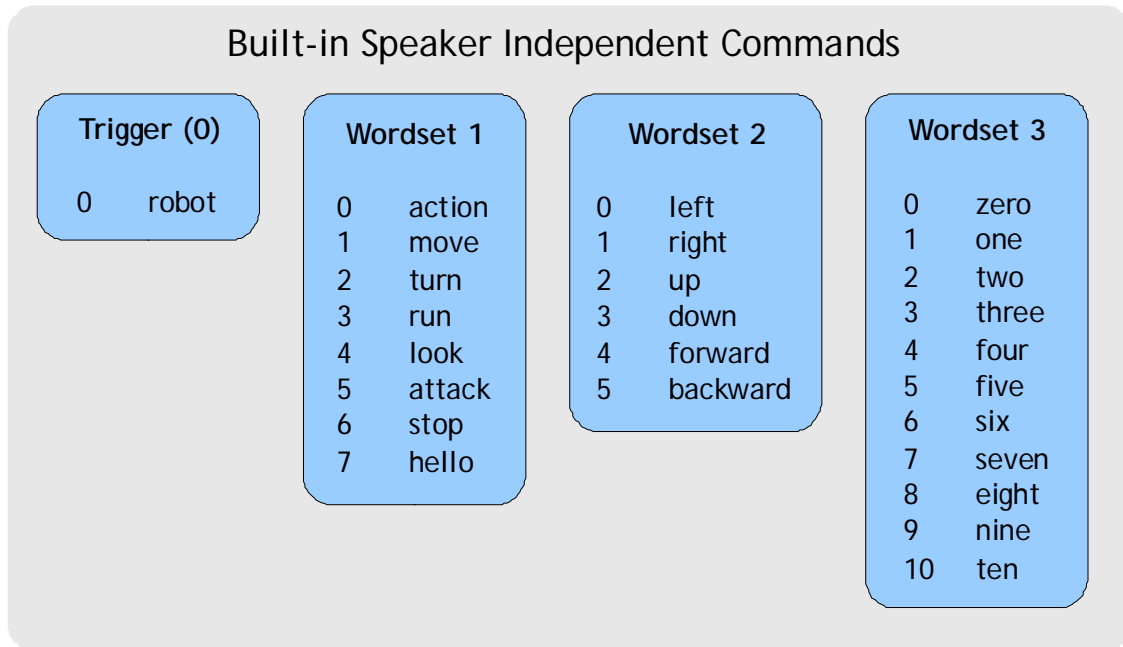 Built-in Speaker Independent Commands
Trigger (0)
0 robot
Wordset 1
0 action
1 move
2 turn
3 run
4 look
5 attack
6 stop
7 hello
Wordset 2
0 left
1 right
2 up
3 down
4 forward
5 backward
Wordset 3
0 zero
1 one
2 two
3 three
4 four
5 five
6 six
7 seven
8 eight
9 nine
10 ten